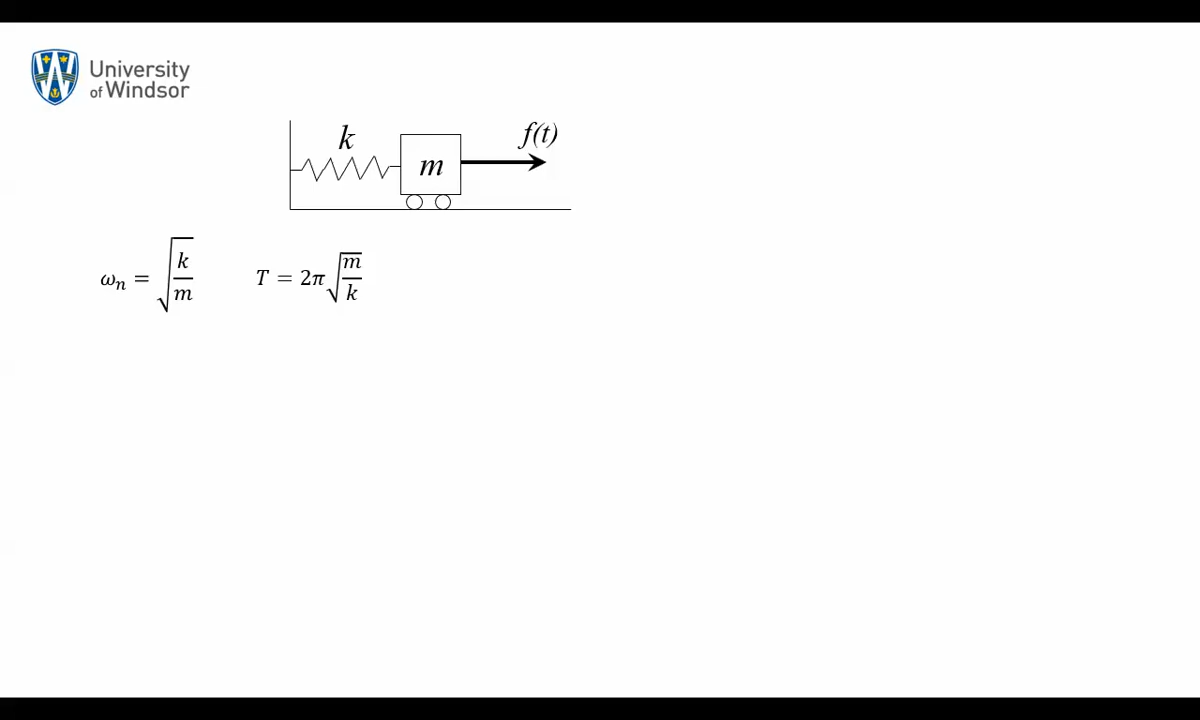 University
of Windsor
k
f(t)
m
ωₙ = √(k/m)
T = 2π√(m/k)